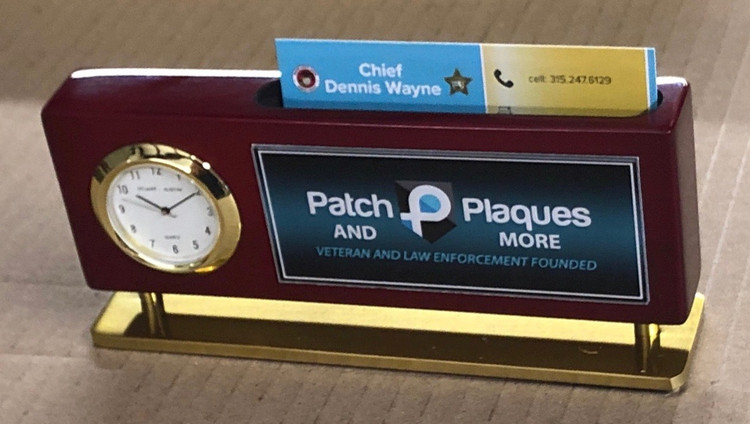 Chief
Dennis Wayne
cell: 315.247.6129
Patch P Plaques
AND MORE
VETERAN AND LAW ENFORCEMENT FOUNDED
11 12 1
10
9 3
8 4
7 6 5
QUARTZ